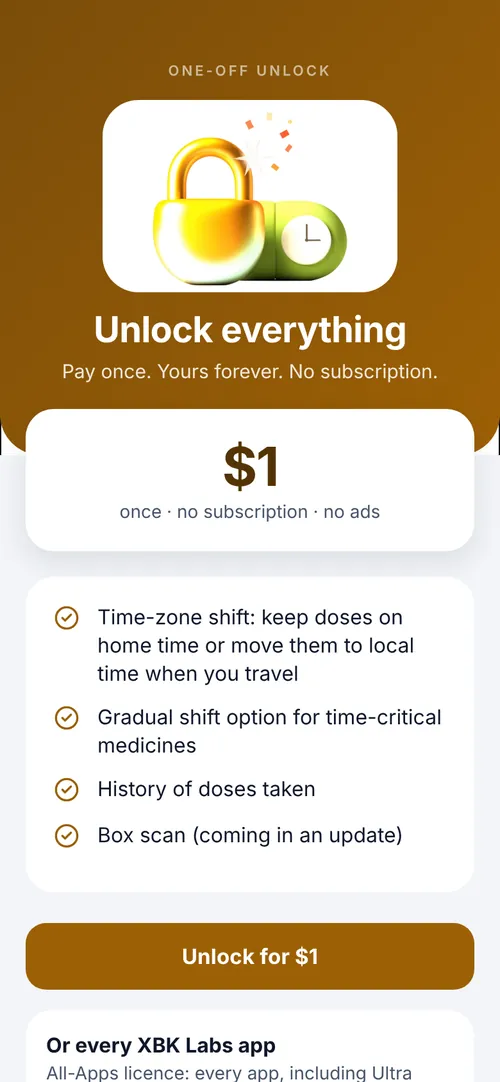 ONE-OFF UNLOCK
Unlock everything
Pay once. Yours forever. No subscription.
$1
once · no subscription · no ads
Time-zone shift: keep doses on
home time or move them to local
time when you travel
Gradual shift option for time-critical
medicines
History of doses taken
Box scan (coming in an update)
Unlock for $1
Or every XBK Labs app
All-Apps licence: every app, including Ultra